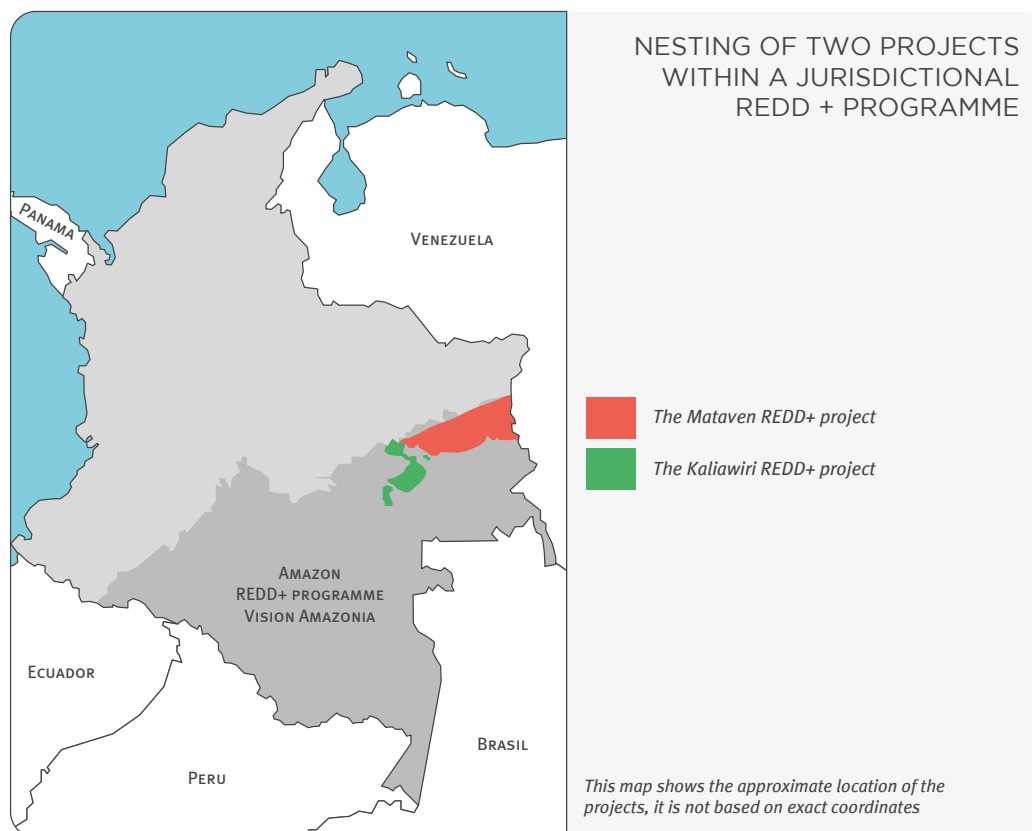 NESTING OF TWO PROJECTS
WITHIN A JURISDICTIONAL
REDD + PROGRAMME
PANAMA
VENEZUELA
The Mataven REDD+ project
The Kaliawiri REDD+ project
AMAZON
REDD+ PROGRAMME
VISION AMAZONIA
ECUADOR
PERU
BRASIL
This map shows the approximate location of the
projects, it is not based on exact coordinates